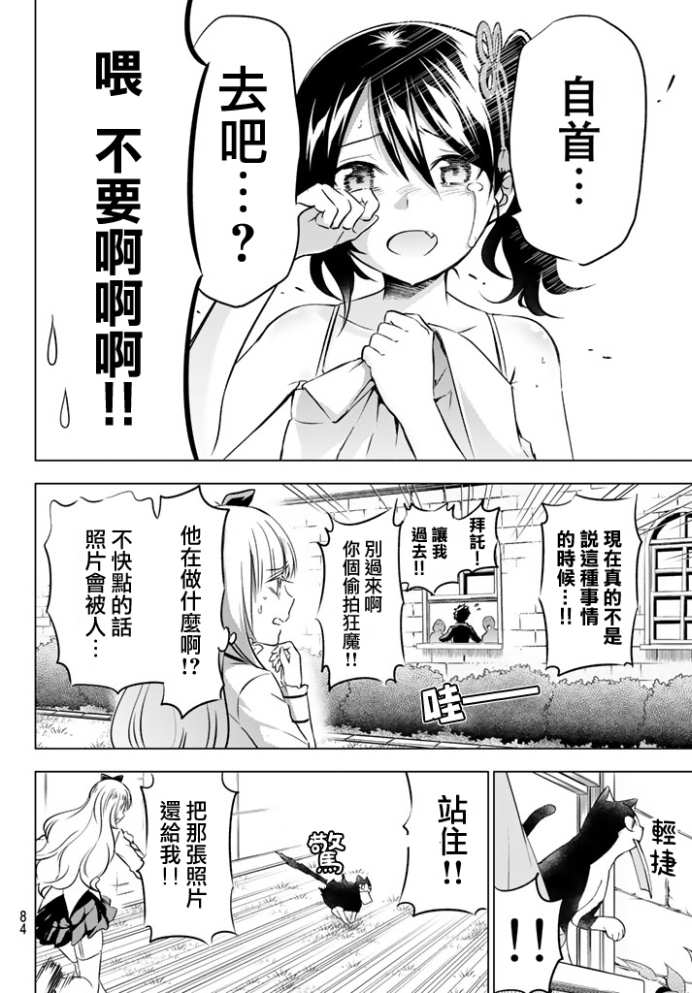 自首…
去吧…？
喂 不要啊啊啊!!
現在真的不是
說這種事情
的時候…!!
拜託！
讓我
過去!!
別過來啊
你個偷拍狂魔!!
哇——
他在做什麼啊!?
不快點的話
照片會被人…
輕捷
!!
站住!!
驚
把那張照片
還給我!!
84